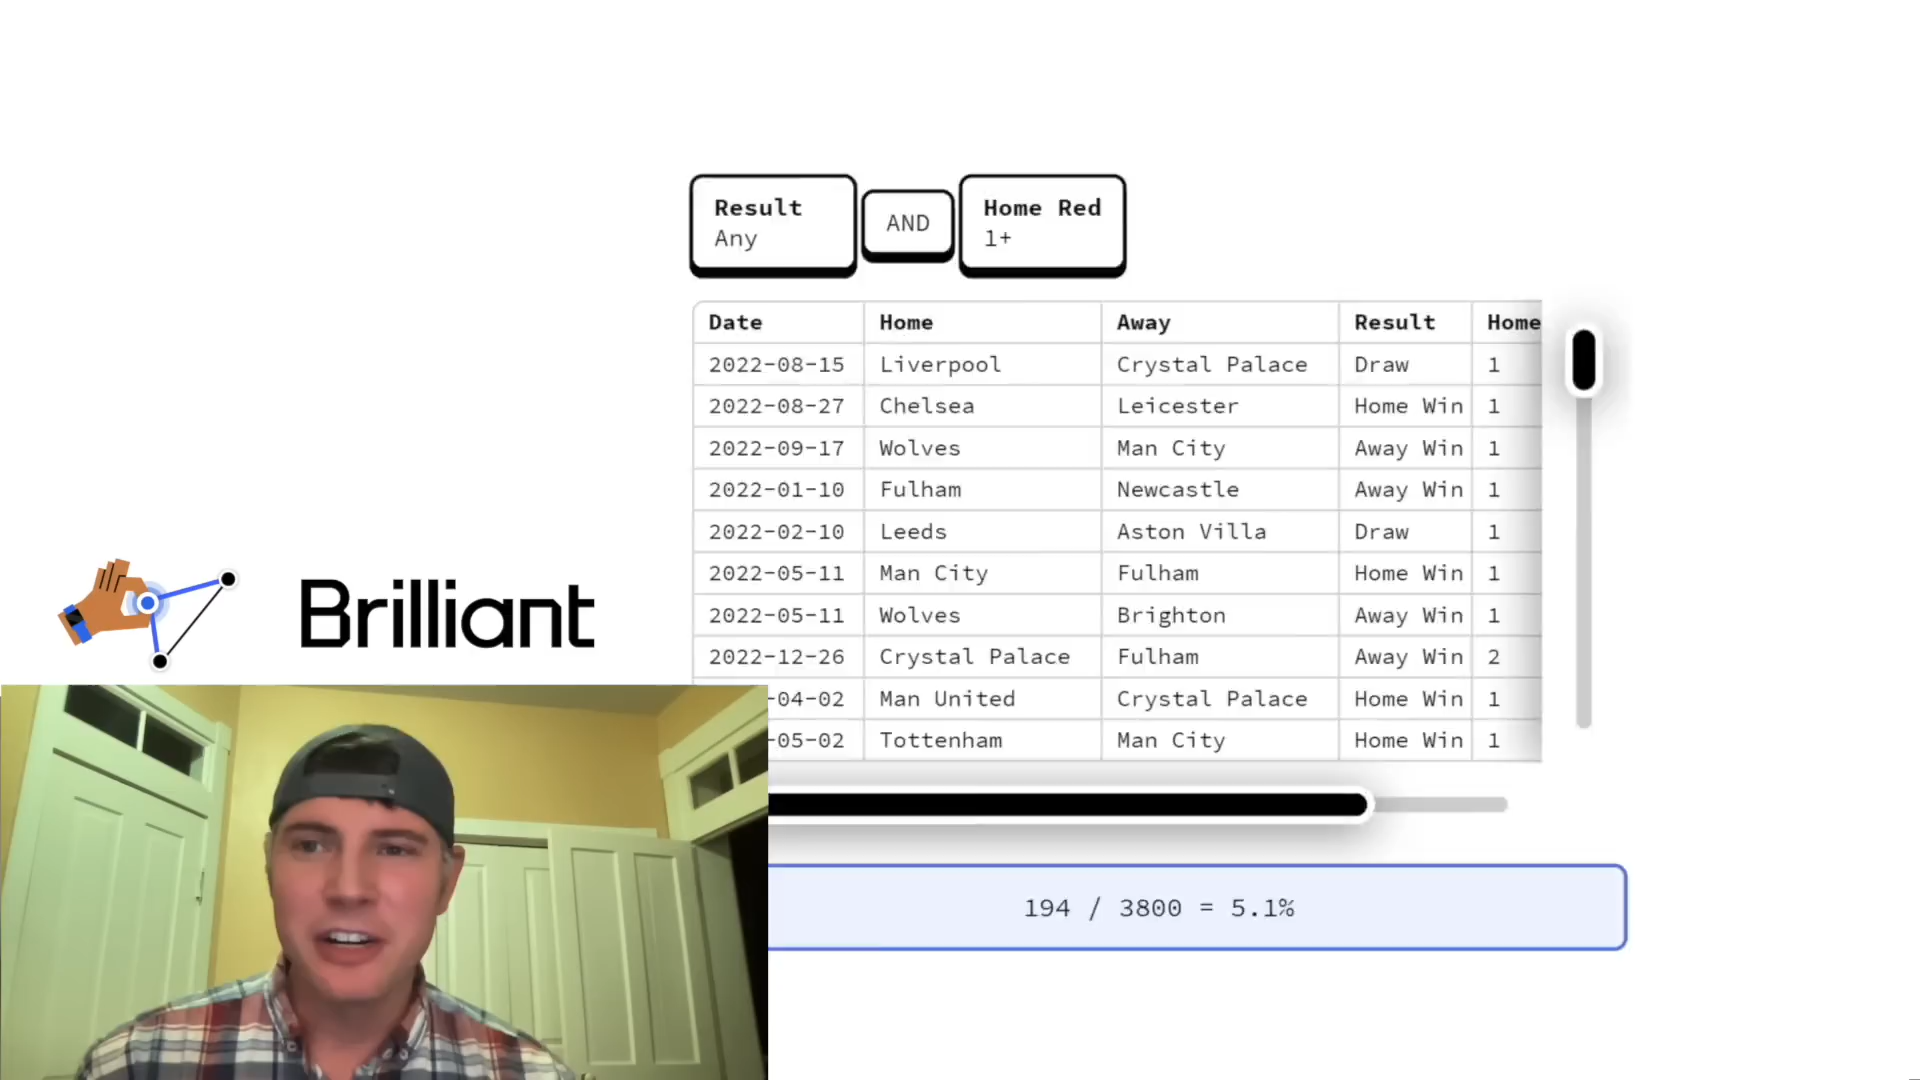 Result
Any
AND
Home Red
1+
Date Home Away Result Home
2022-08-15 Liverpool Crystal Palace Draw 1
2022-08-27 Chelsea Leicester Home Win 1
2022-09-17 Wolves Man City Away Win 1
2022-01-10 Fulham Newcastle Away Win 1
2022-02-10 Leeds Aston Villa Draw 1
2022-05-11 Man City Fulham Home Win 1
2022-05-11 Wolves Brighton Away Win 1
2022-12-26 Crystal Palace Fulham Away Win 2
-04-02 Man United Crystal Palace Home Win 1
-05-02 Tottenham Man City Home Win 1
Brilliant
194 / 3800 = 5.1%